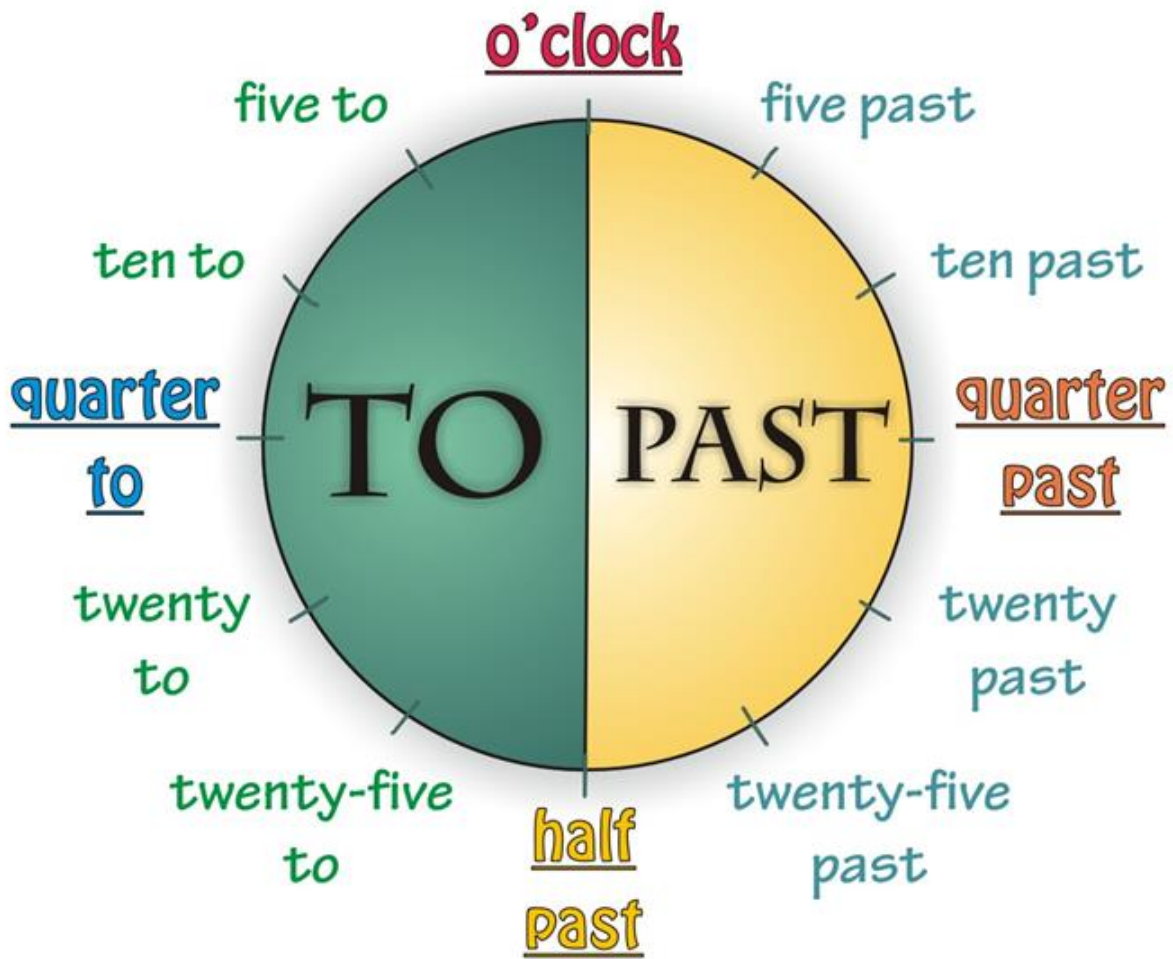 o'clock
five to
five past
ten to
ten past
quarter
to
TO
PAST
quarter
past
twenty
to
twenty
past
twenty-five
to
half
past
twenty-five
past